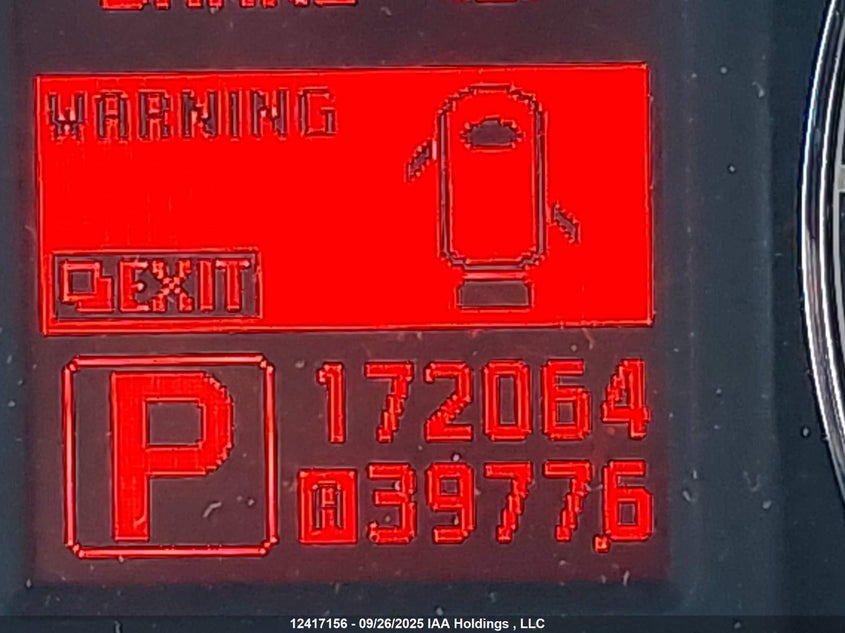 WARNING
EXIT
P
172064
A 3977.6
12417156 - 09/26/2025 IAA Holdings , LLC